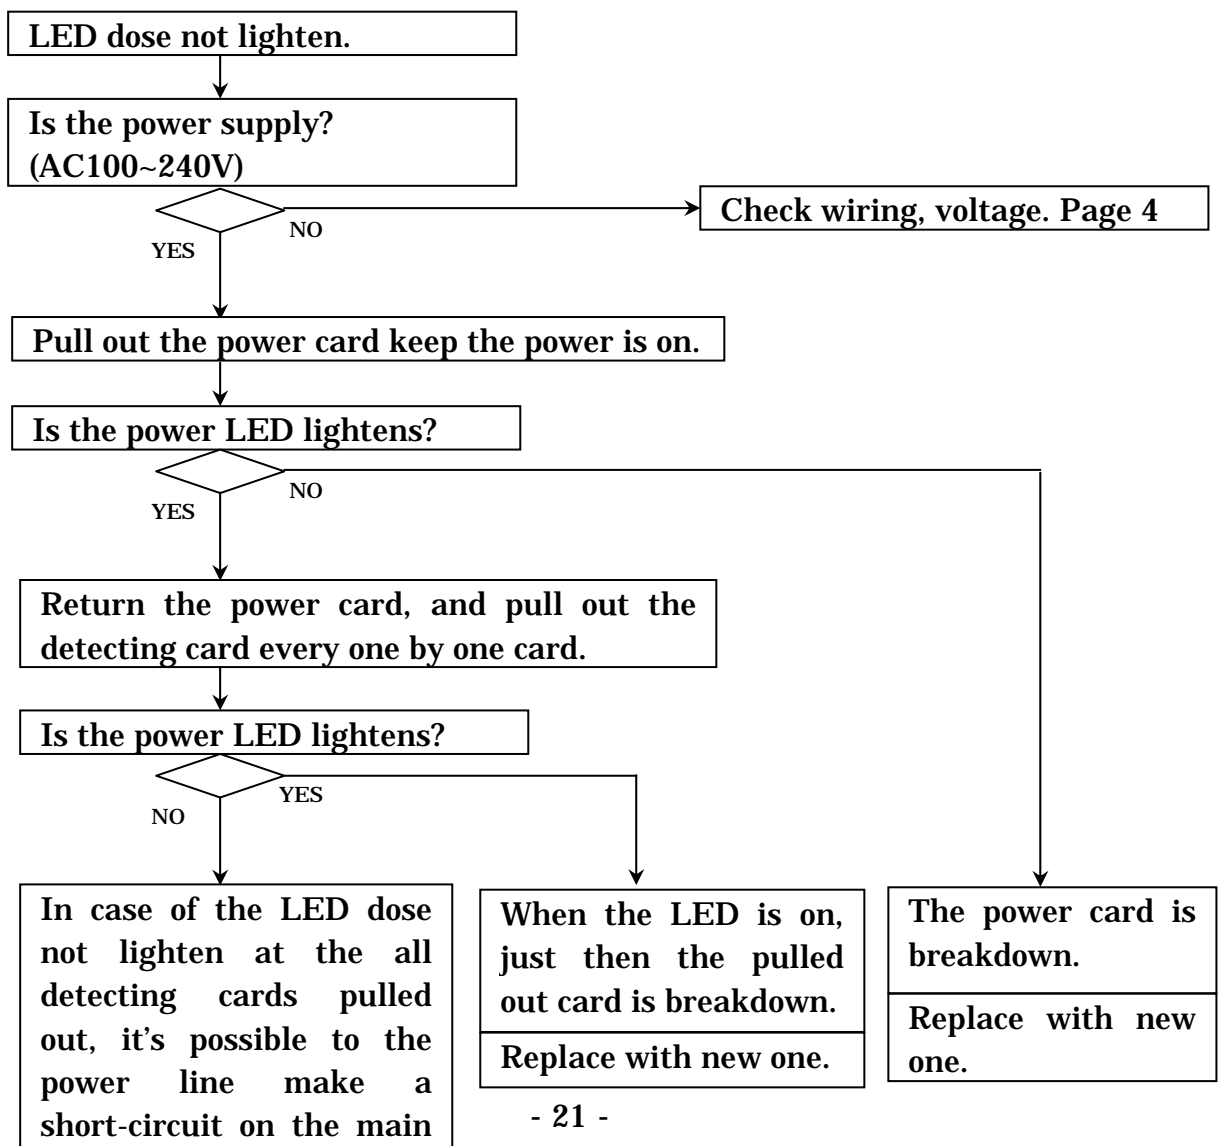 LED dose not lighten.
Is the power supply?
(AC100~240V)
NO
Check wiring, voltage. Page 4
YES
Pull out the power card keep the power is on.
Is the power LED lightens?
NO
YES
Return the power card, and pull out the
detecting card every one by one card.
Is the power LED lightens?
YES
NO
In case of the LED dose
not lighten at the all
detecting cards pulled
out, it's possible to the
power line make a
short-circuit on the main
When the LED is on,
just then the pulled
out card is breakdown.
Replace with new one.
The power card is
breakdown.
Replace with new
one.
- 21 -